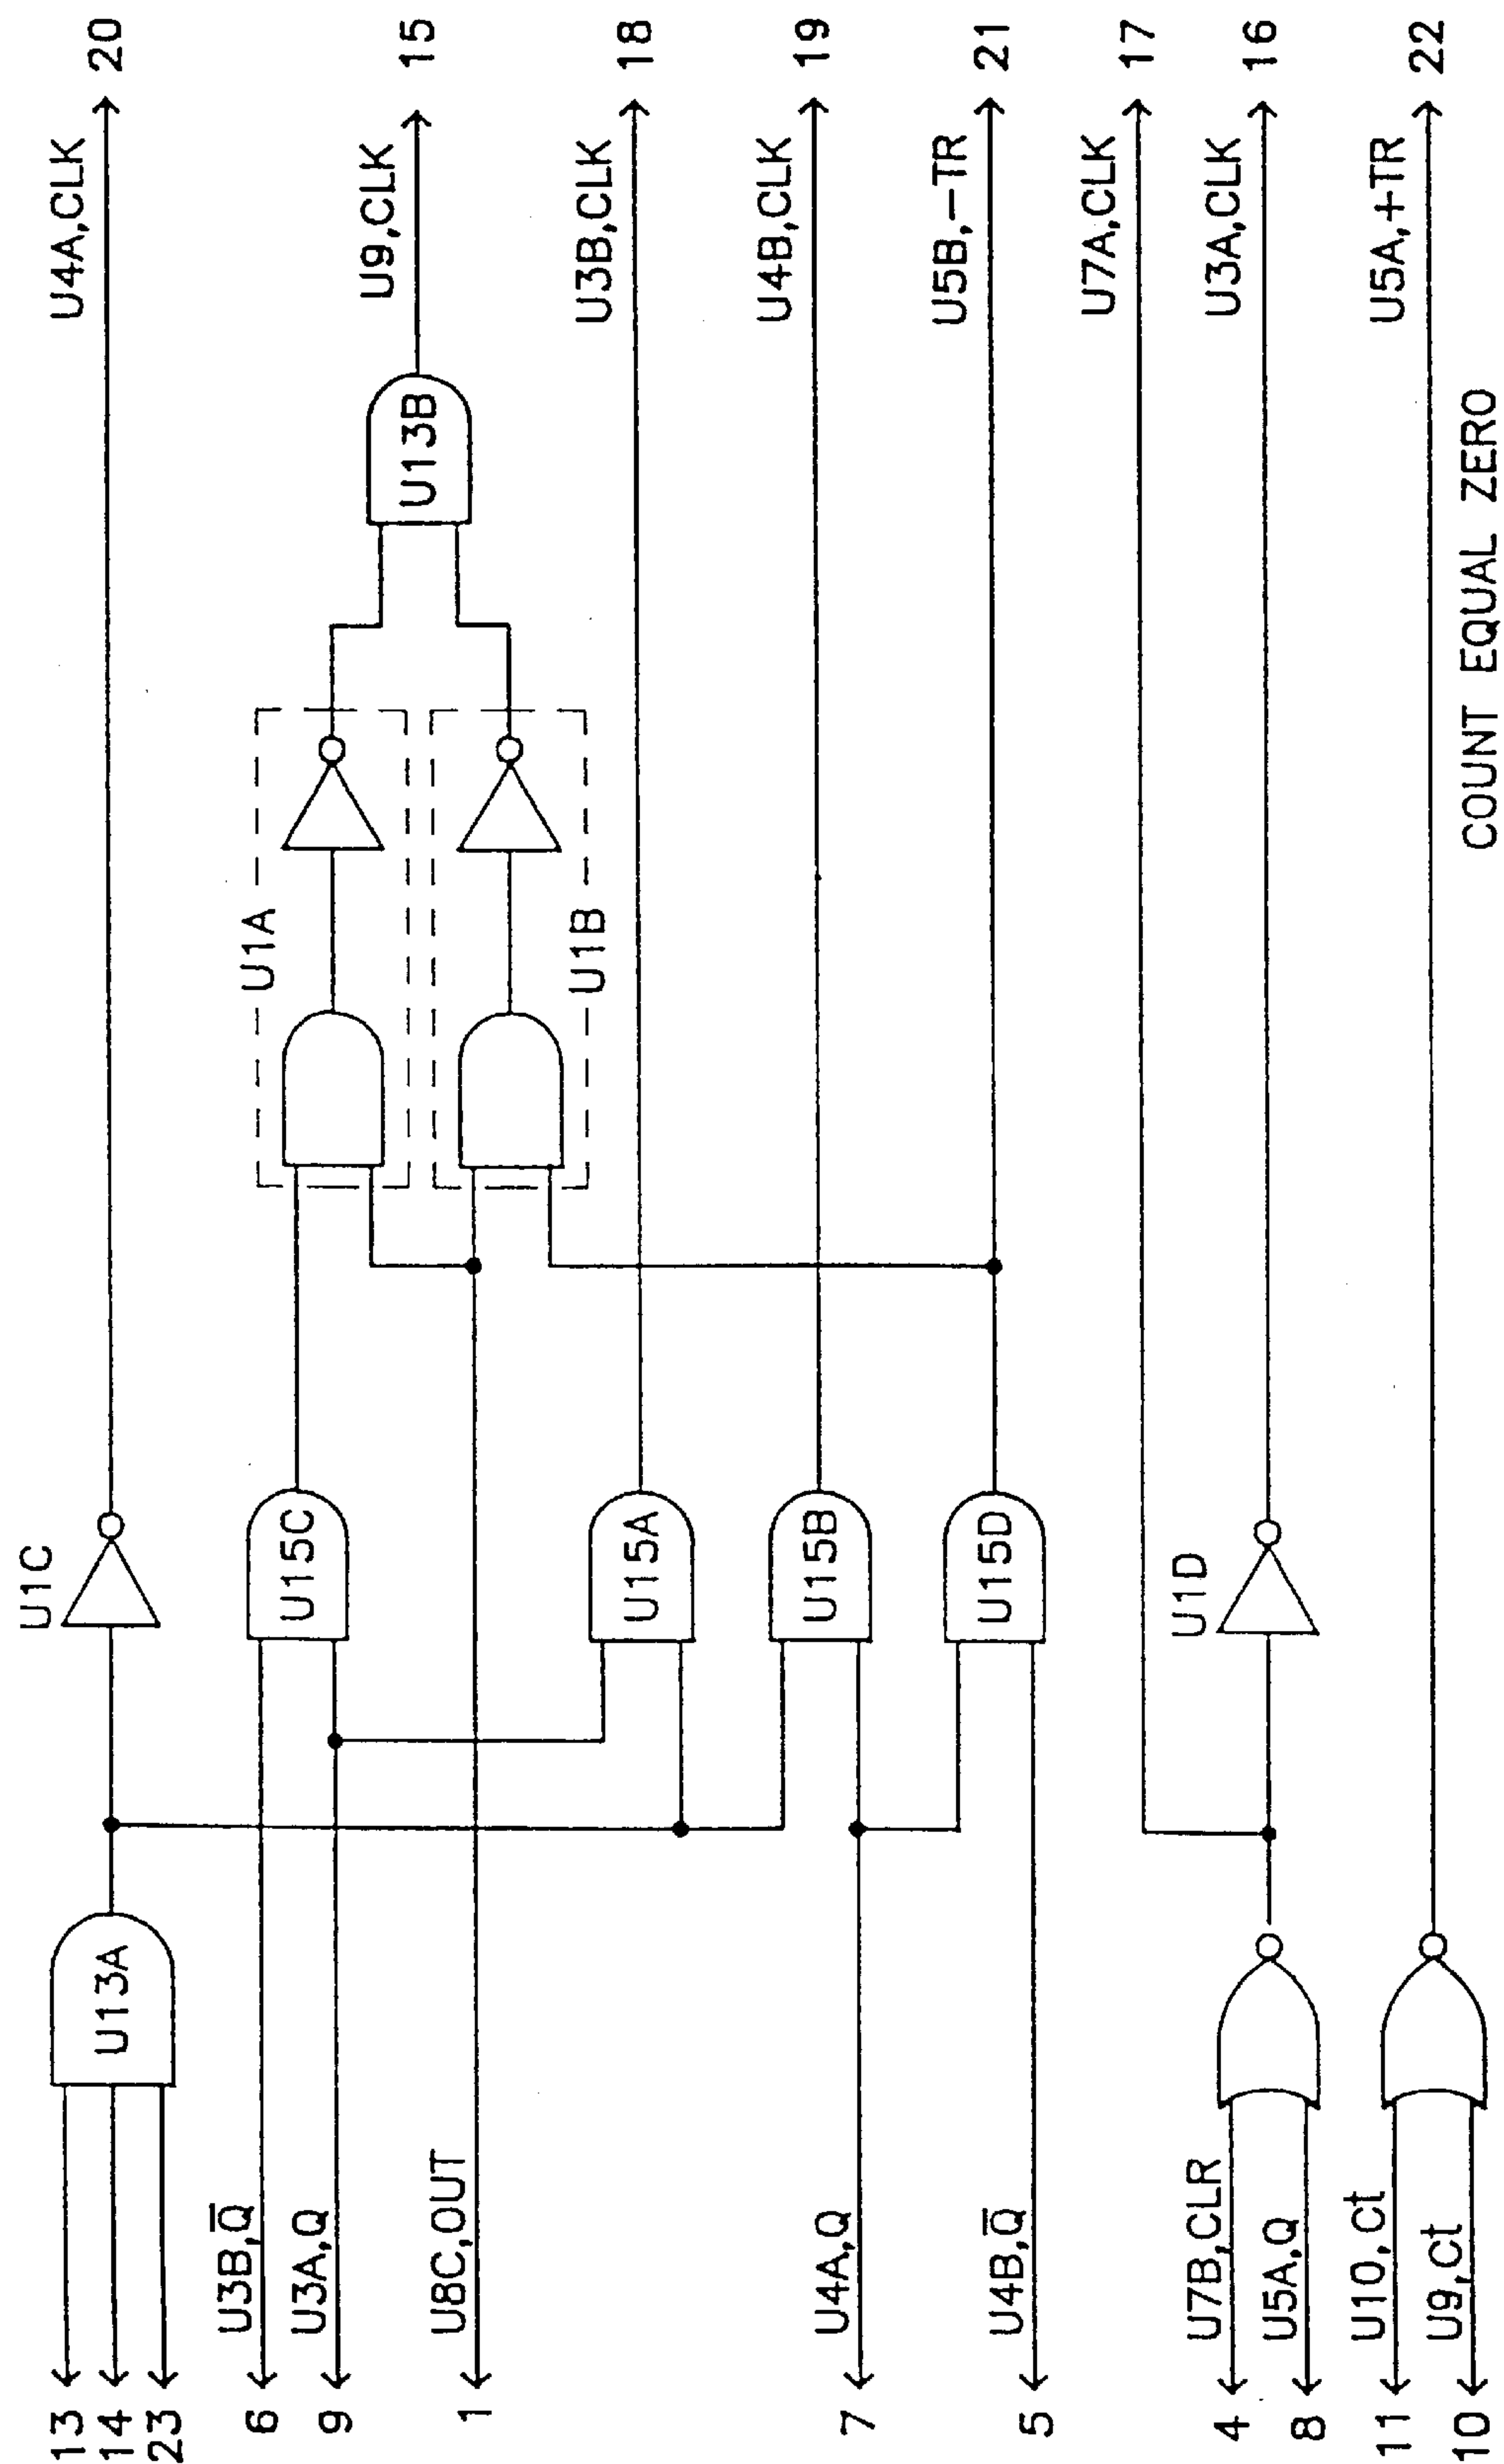 13
14
23
U13A
U1C
U4A,CLK
20
6
U3B,Q̅
9
U3A,Q
U15C
U1A
U13B
U9,CLK
15
1
U8C,OUT
U1B
U15A
U3B,CLK
18
7
U4A,Q
U15B
U4B,CLK
19
5
U4B,Q̅
U15D
U5B,-TR
21
4
U7B,CLR
8
U5A,Q
U1D
U7A,CLK
17
U3A,CLK
16
11
U10,Ct
10
U9,Ct
U5A,+TR
22
COUNT EQUAL ZERO